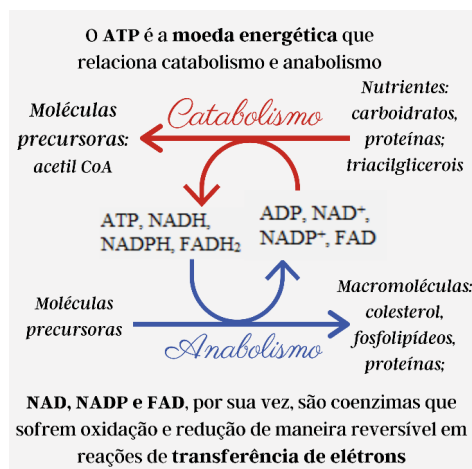 O ATP é a moeda energética que
relaciona catabolismo e anabolismo
Moléculas
precursoras:
acetil CoA
Catabolismo
Nutrientes:
carboidratos,
proteínas;
triacilgliceróis
ATP, NADH,
NADPH, FADH₂
ADP, NAD⁺,
NADP⁺, FAD
Moléculas
precursoras
Anabolismo
Macromoléculas:
colesterol,
fosfolipídeos,
proteínas;
NAD, NADP e FAD, por sua vez, são coenzimas que
sofrem oxidação e redução de maneira reversível em
reações de transferência de elétrons